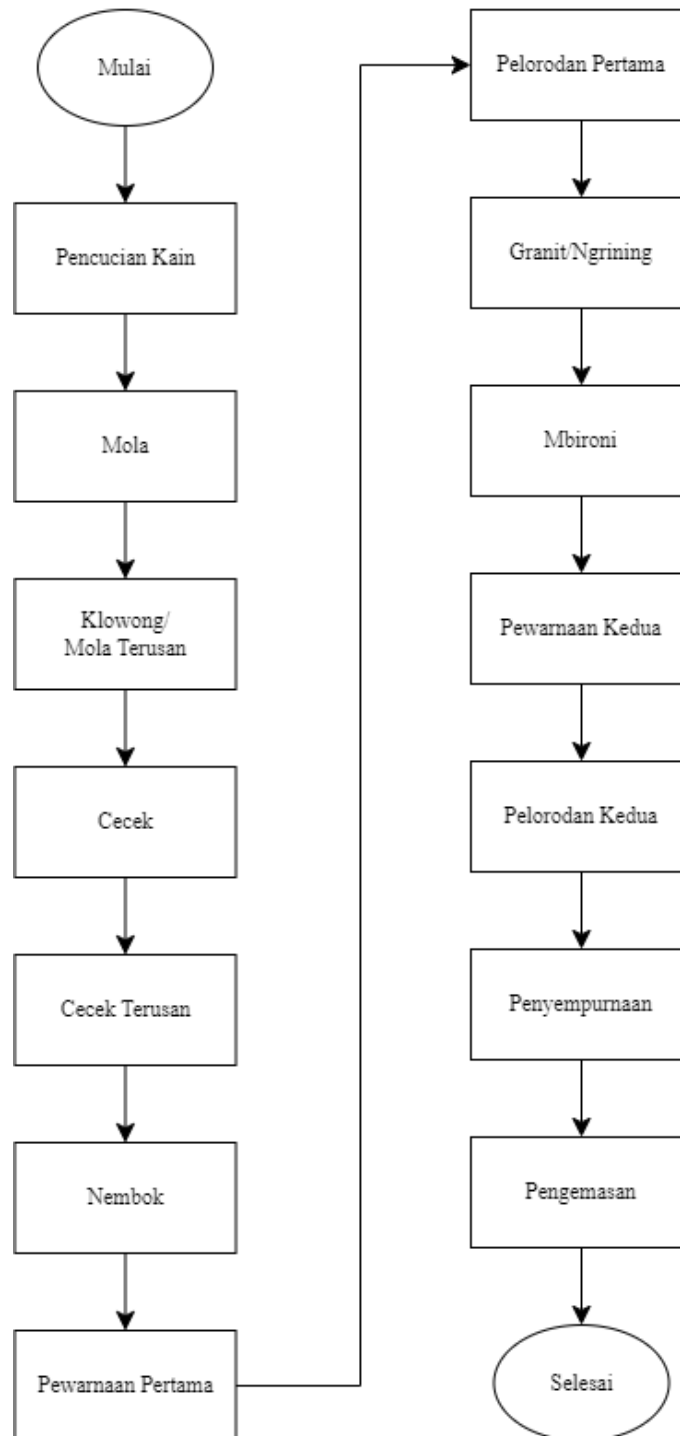 Mulai
Pencucian Kain
Mola
Klowong/
Mola Terusan
Cecek
Cecek Terusan
Nembok
Pewarnaan Pertama
Pelorodan Pertama
Granit/Ngrining
Mbironi
Pewarnaan Kedua
Pelorodan Kedua
Penyempurnaan
Pengemasan
Selesai